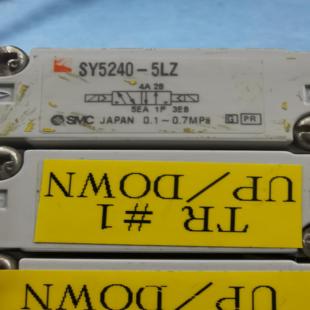 SY5240-5LZ
4A 2B
5EA 1P 3EB
SMC JAPAN 0.1-0.7MPa G PR
TR #1
UP/DOWN
UP/DOWN